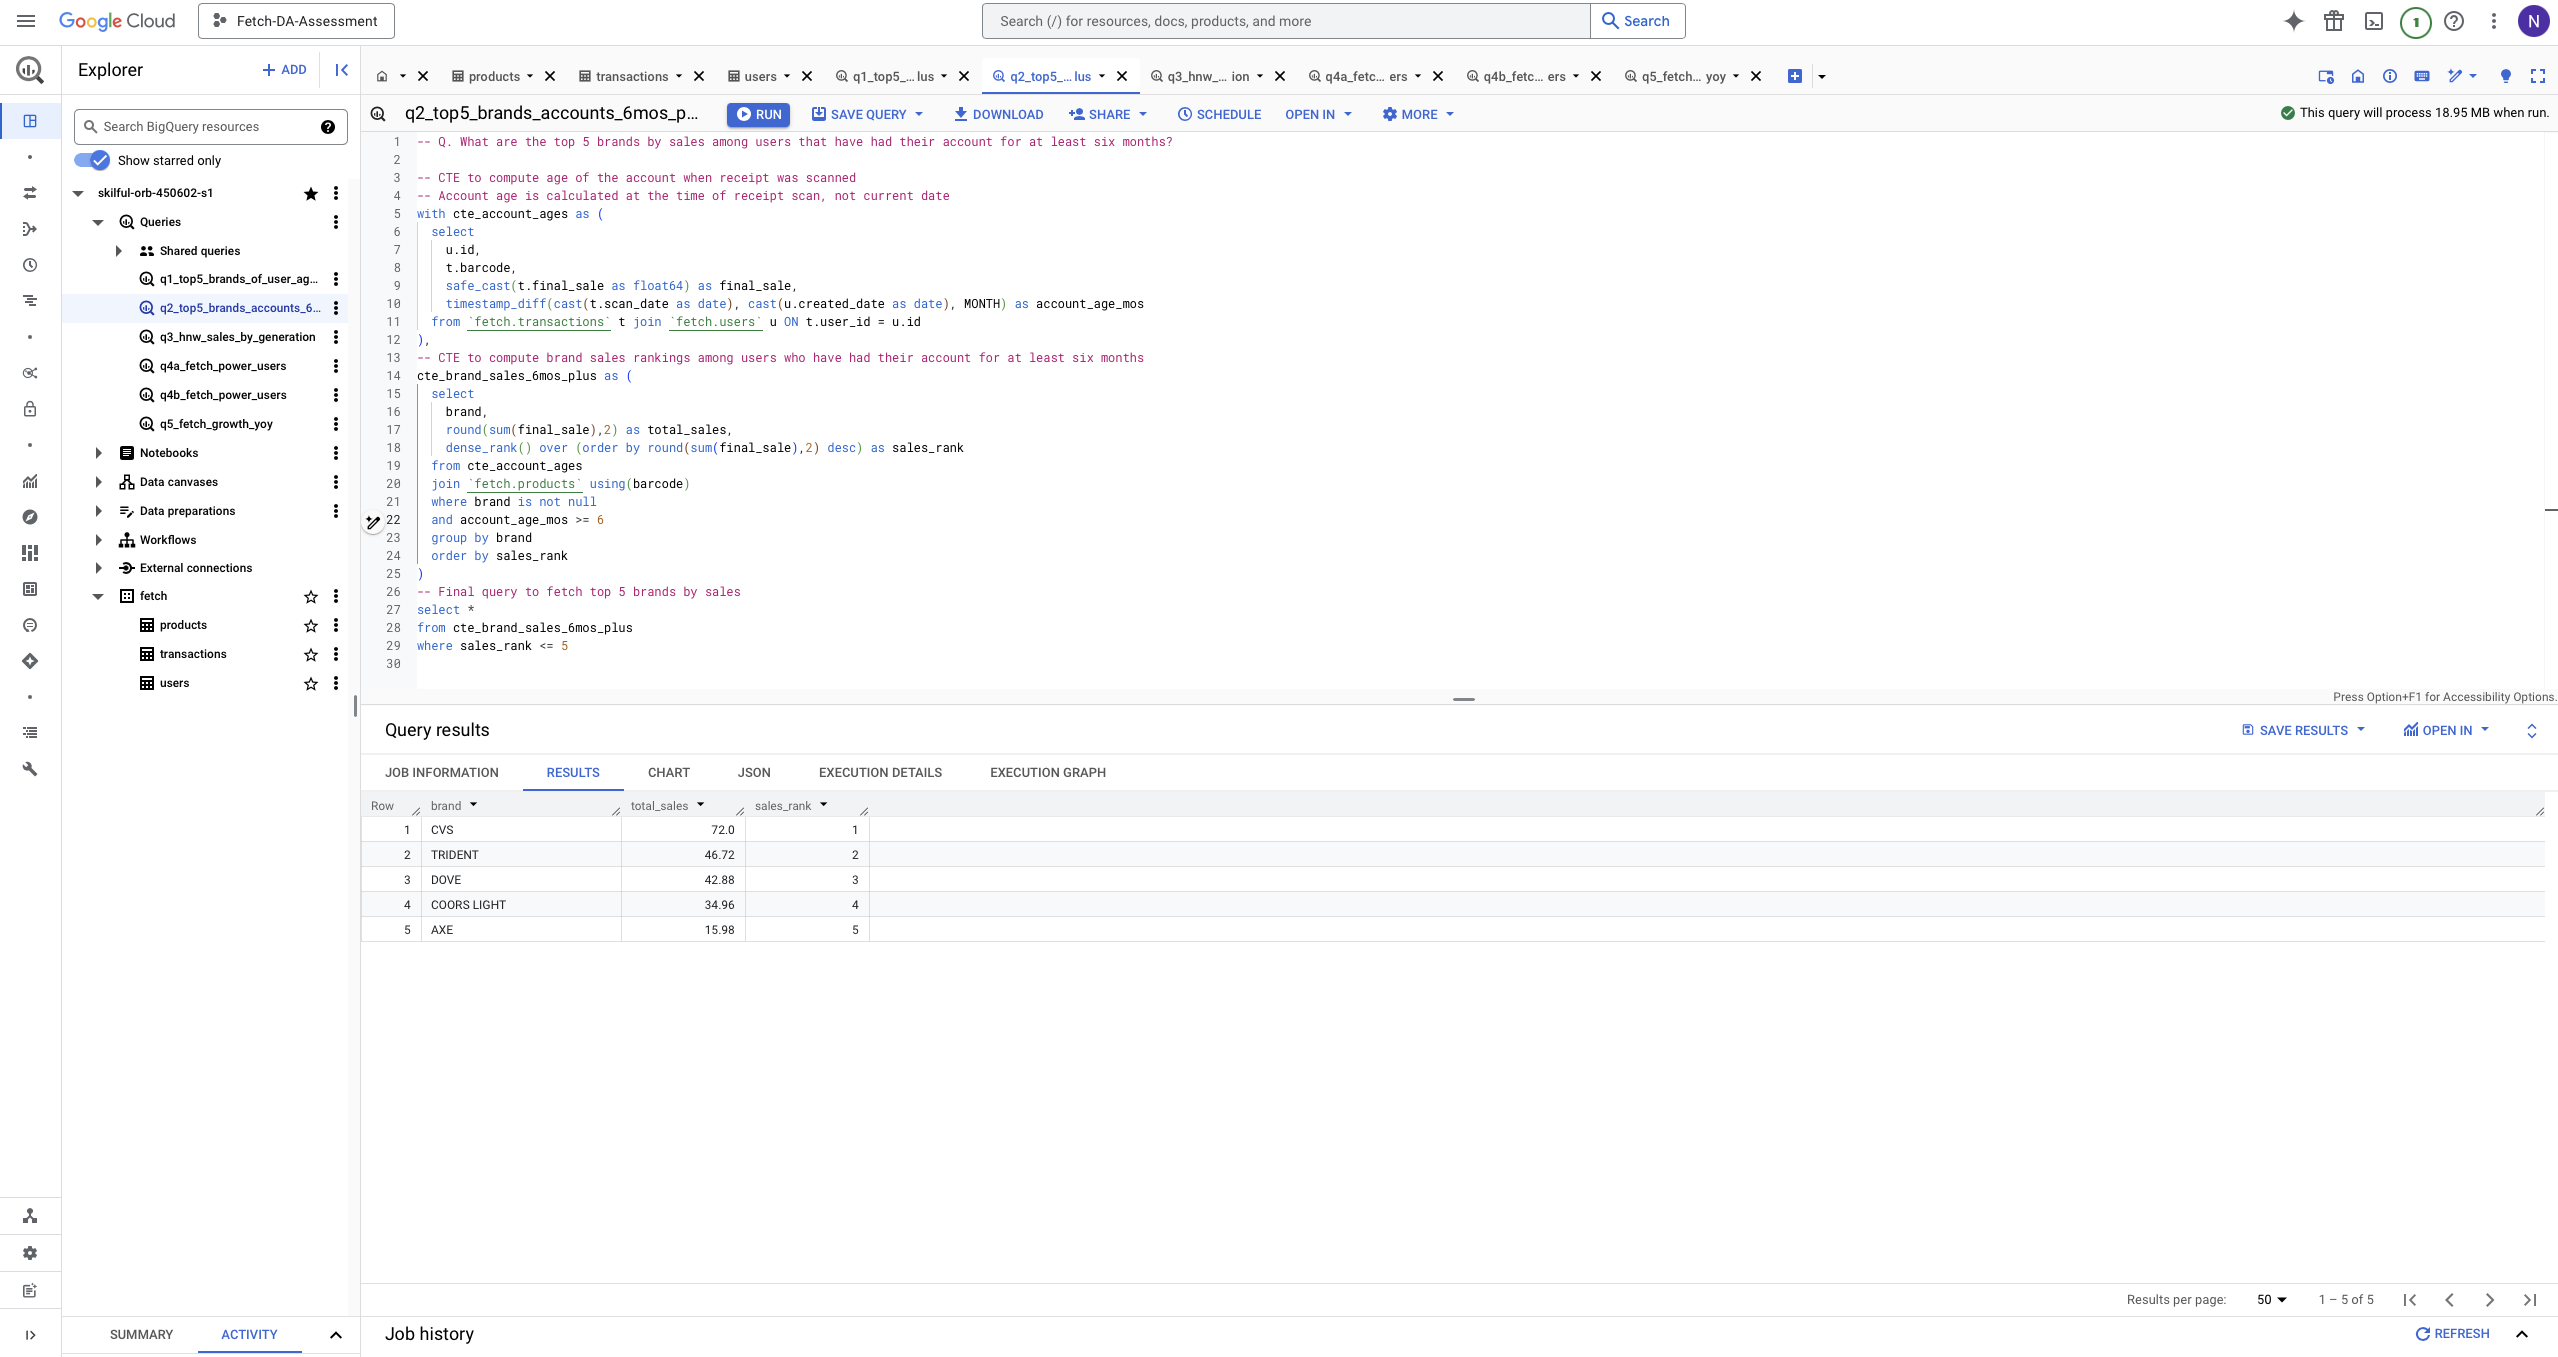 Google Cloud
Fetch-DA-Assessment
Search (/) for resources, docs, products, and more
Search
1
N
Explorer
ADD
products
transactions
users
q1_top5_... lus
q2_top5_... lus
q3_hnw_... ion
q4a_fetc... ers
q4b_fetc... ers
q5_fetch... yoy
Search BigQuery resources
Show starred only
skilful-orb-450602-s1
Queries
Shared queries
q1_top5_brands_of_user_ag...
q2_top5_brands_accounts_6...
q3_hnw_sales_by_generation
q4a_fetch_power_users
q4b_fetch_power_users
q5_fetch_growth_yoy
Notebooks
Data canvases
Data preparations
Workflows
External connections
fetch
products
transactions
users
SUMMARY
ACTIVITY
q2_top5_brands_accounts_6mos_p...
RUN
SAVE QUERY
DOWNLOAD
SHARE
SCHEDULE
OPEN IN
MORE
This query will process 18.95 MB when run.
1 -- Q. What are the top 5 brands by sales among users that have had their account for at least six months?
2
3 -- CTE to compute age of the account when receipt was scanned
4 -- Account age is calculated at the time of receipt scan, not current date
5 with cte_account_ages as (
6 select
7 u.id,
8 t.barcode,
9 safe_cast(t.final_sale as float64) as final_sale,
10 timestamp_diff(cast(t.scan_date as date), cast(u.created_date as date), MONTH) as account_age_mos
11 from `fetch.transactions` t join `fetch.users` u ON t.user_id = u.id
12 ),
13 -- CTE to compute brand sales rankings among users who have had their account for at least six months
14 cte_brand_sales_6mos_plus as (
15 select
16 brand,
17 round(sum(final_sale),2) as total_sales,
18 dense_rank() over (order by round(sum(final_sale),2) desc) as sales_rank
19 from cte_account_ages
20 join `fetch.products` using(barcode)
21 where brand is not null
22 and account_age_mos >= 6
23 group by brand
24 order by sales_rank
25 )
26 -- Final query to fetch top 5 brands by sales
27 select *
28 from cte_brand_sales_6mos_plus
29 where sales_rank <= 5
30
Press Option+F1 for Accessibility Options.
Query results
SAVE RESULTS
OPEN IN
JOB INFORMATION
RESULTS
CHART
JSON
EXECUTION DETAILS
EXECUTION GRAPH
Row brand total_sales sales_rank
1 CVS 72.0 1
2 TRIDENT 46.72 2
3 DOVE 42.88 3
4 COORS LIGHT 34.96 4
5 AXE 15.98 5
Results per page: 50 1 – 5 of 5
Job history
REFRESH